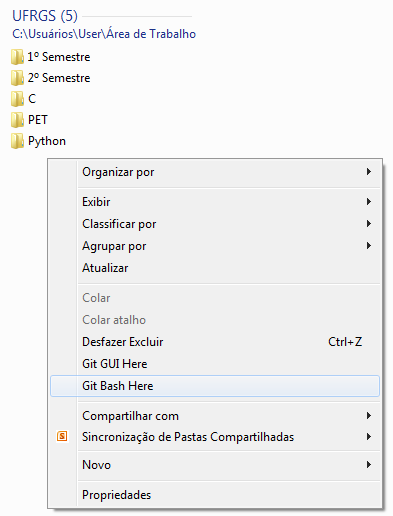 UFRGS (5)
C:\Usuários\User\Área de Trabalho
1º Semestre
2º Semestre
C
PET
Python
Organizar por
Exibir
Classificar por
Agrupar por
Atualizar
Colar
Colar atalho
Desfazer Excluir Ctrl+Z
Git GUI Here
Git Bash Here
Compartilhar com
S Sincronização de Pastas Compartilhadas
Novo
Propriedades